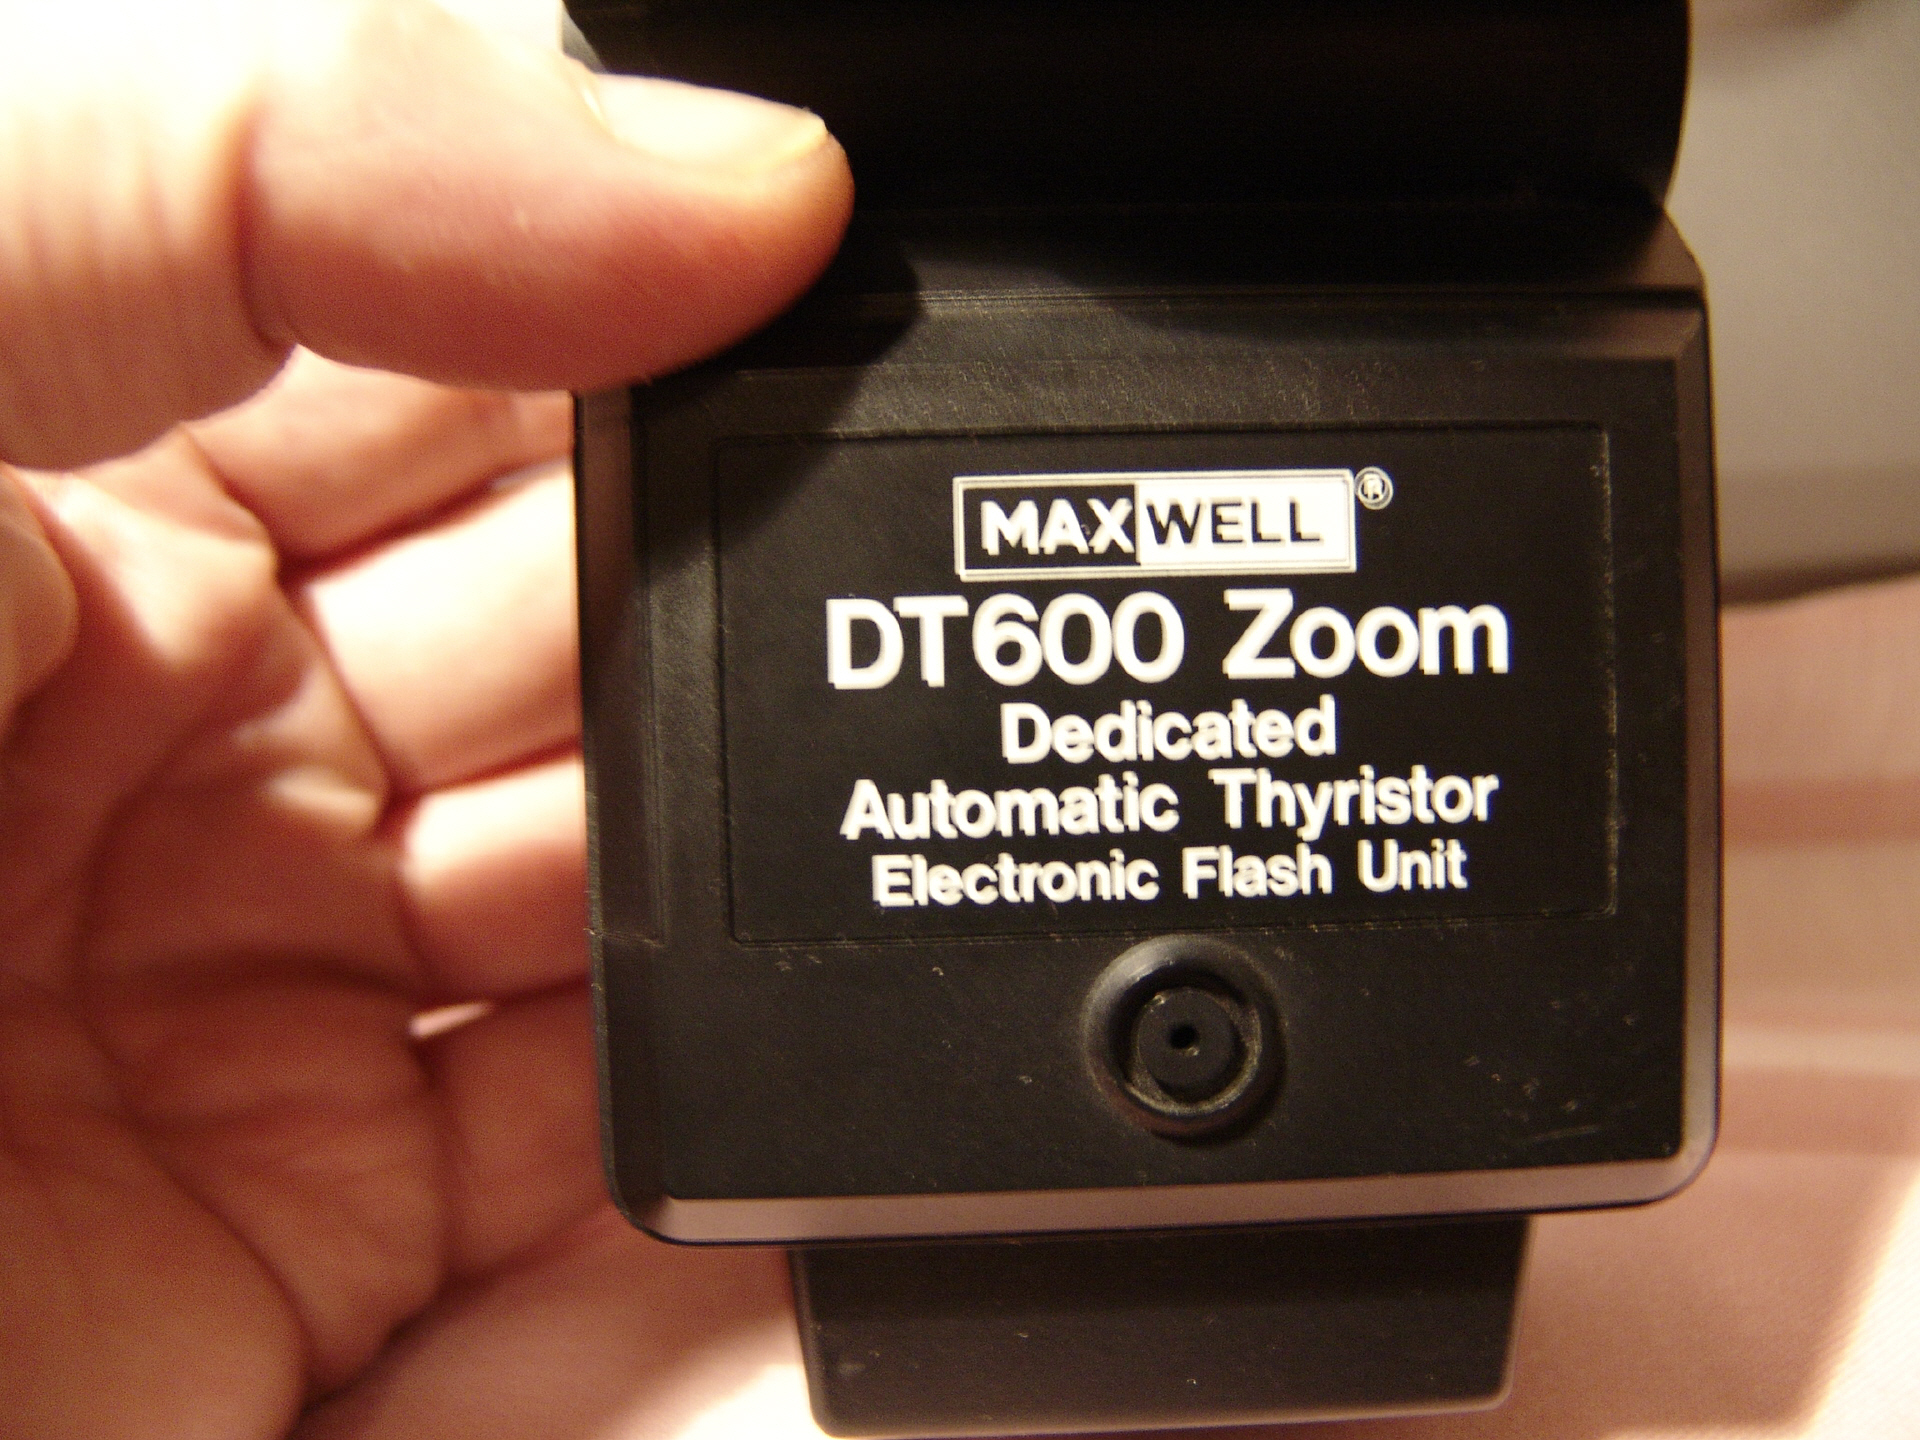 MAXWELL®
DT600 Zoom
Dedicated
Automatic Thyristor
Electronic Flash Unit